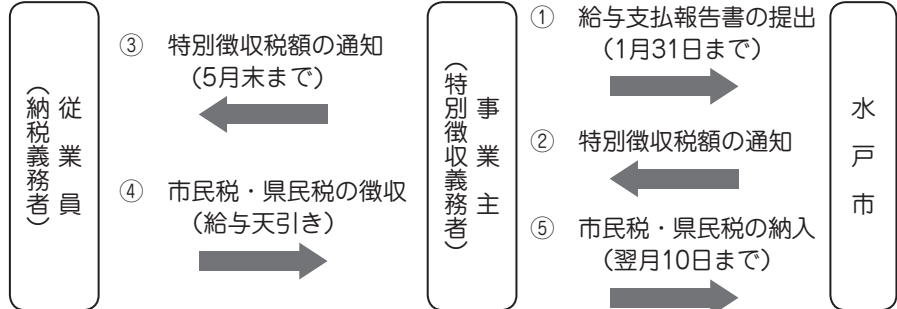 従業員
（納税義務者）
③ 特別徴収税額の通知
（5月末まで）
④ 市民税・県民税の徴収
（給与天引き）
事業主
（特別徴収義務者）
① 給与支払報告書の提出
（1月31日まで）
② 特別徴収税額の通知
⑤ 市民税・県民税の納入
（翌月10日まで）
水戸市